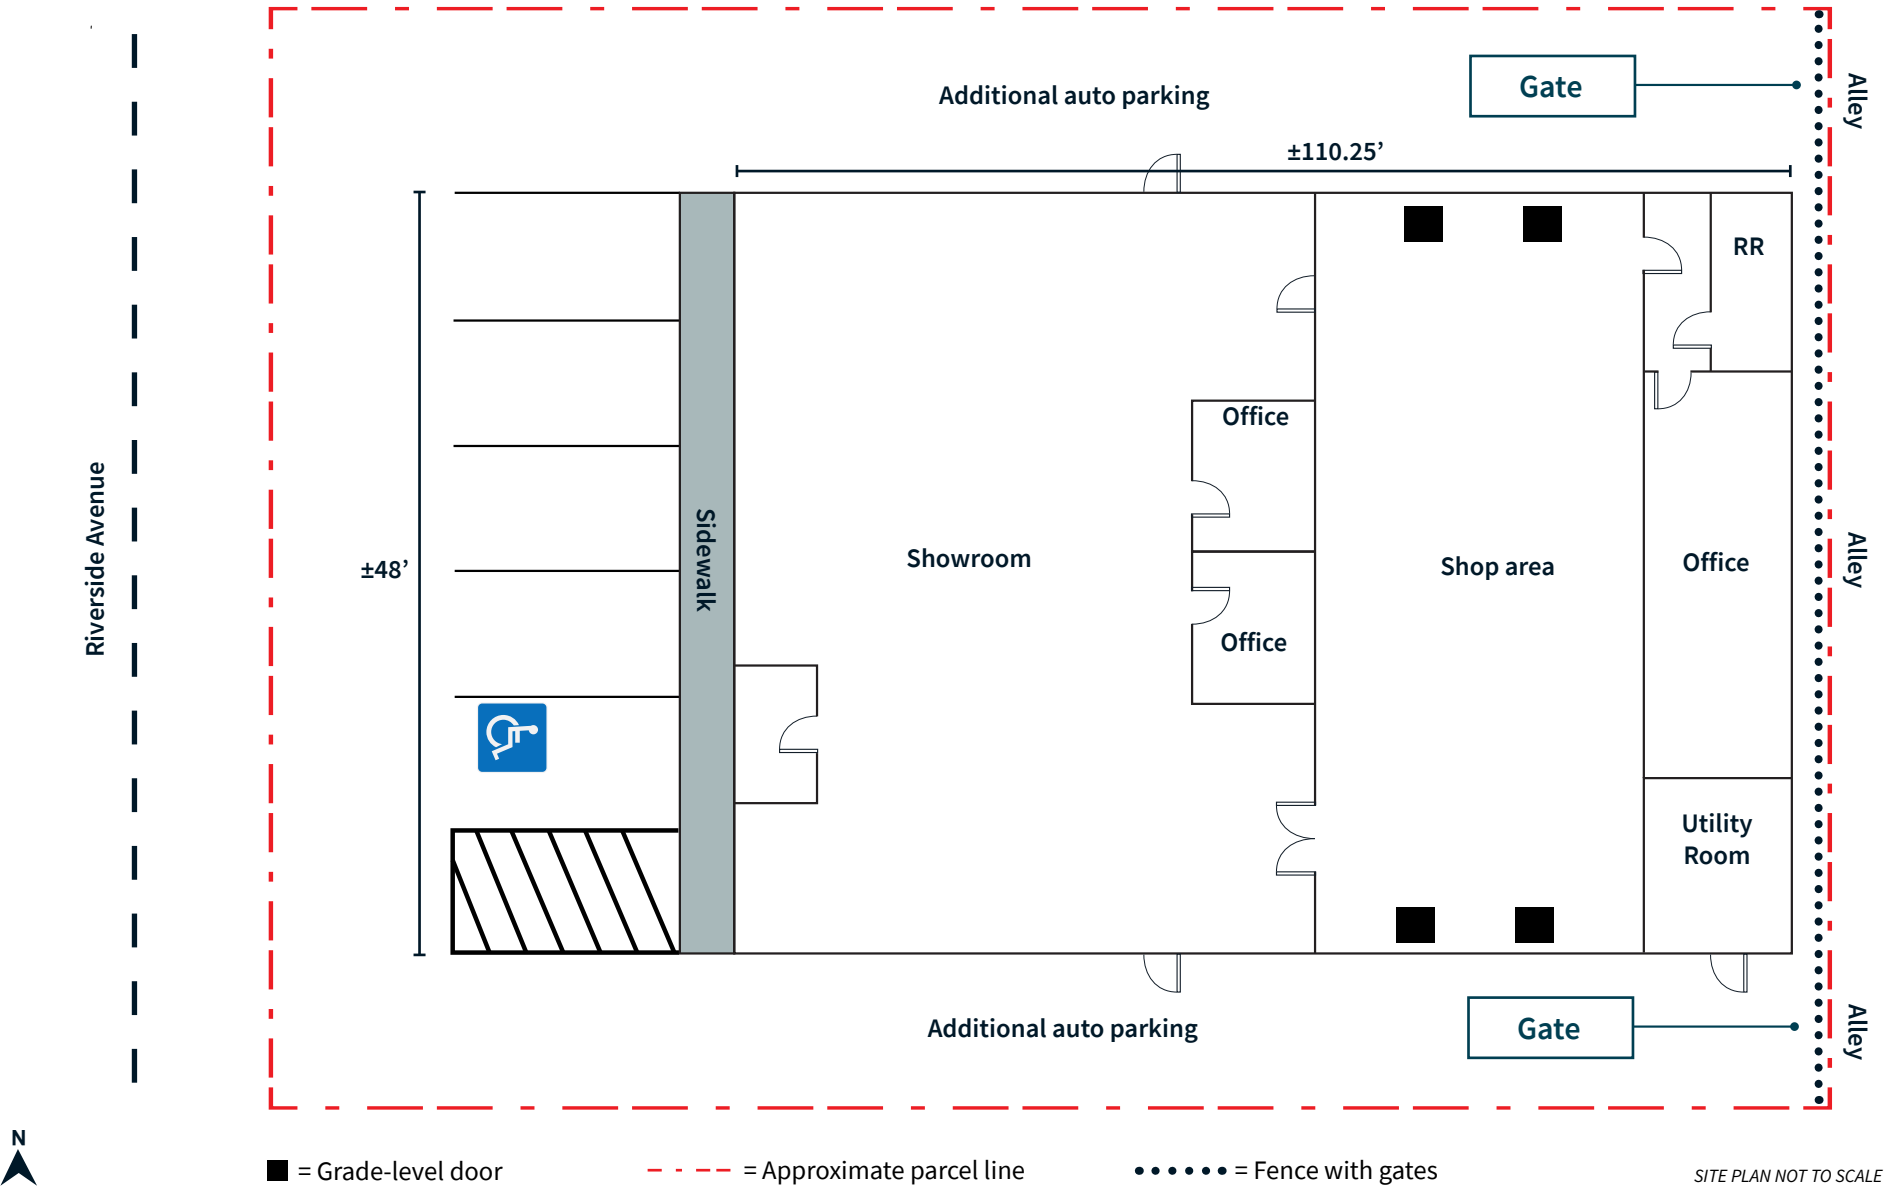 Additional auto parking
Gate
Alley
±110.25’
RR
Office
Riverside Avenue
±48’
Sidewalk
Showroom
Shop area
Office
Alley
Office
Utility
Room
Additional auto parking
Gate
Alley
N
= Grade-level door
= Approximate parcel line
= Fence with gates
SITE PLAN NOT TO SCALE